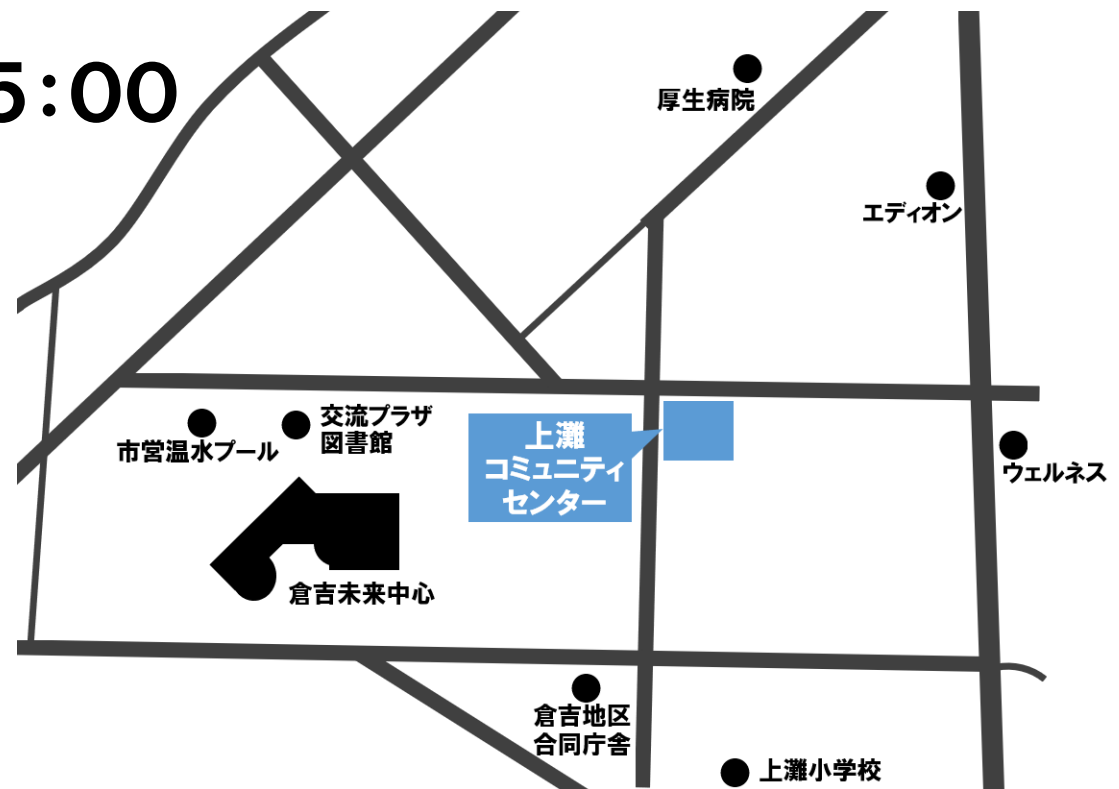 5:00
厚生病院
エディオン
交流プラザ
図書館
市営温水プール
上灘
コミュニティ
センター
ウェルネス
倉吉未来中心
倉吉地区
合同庁舎
上灘小学校